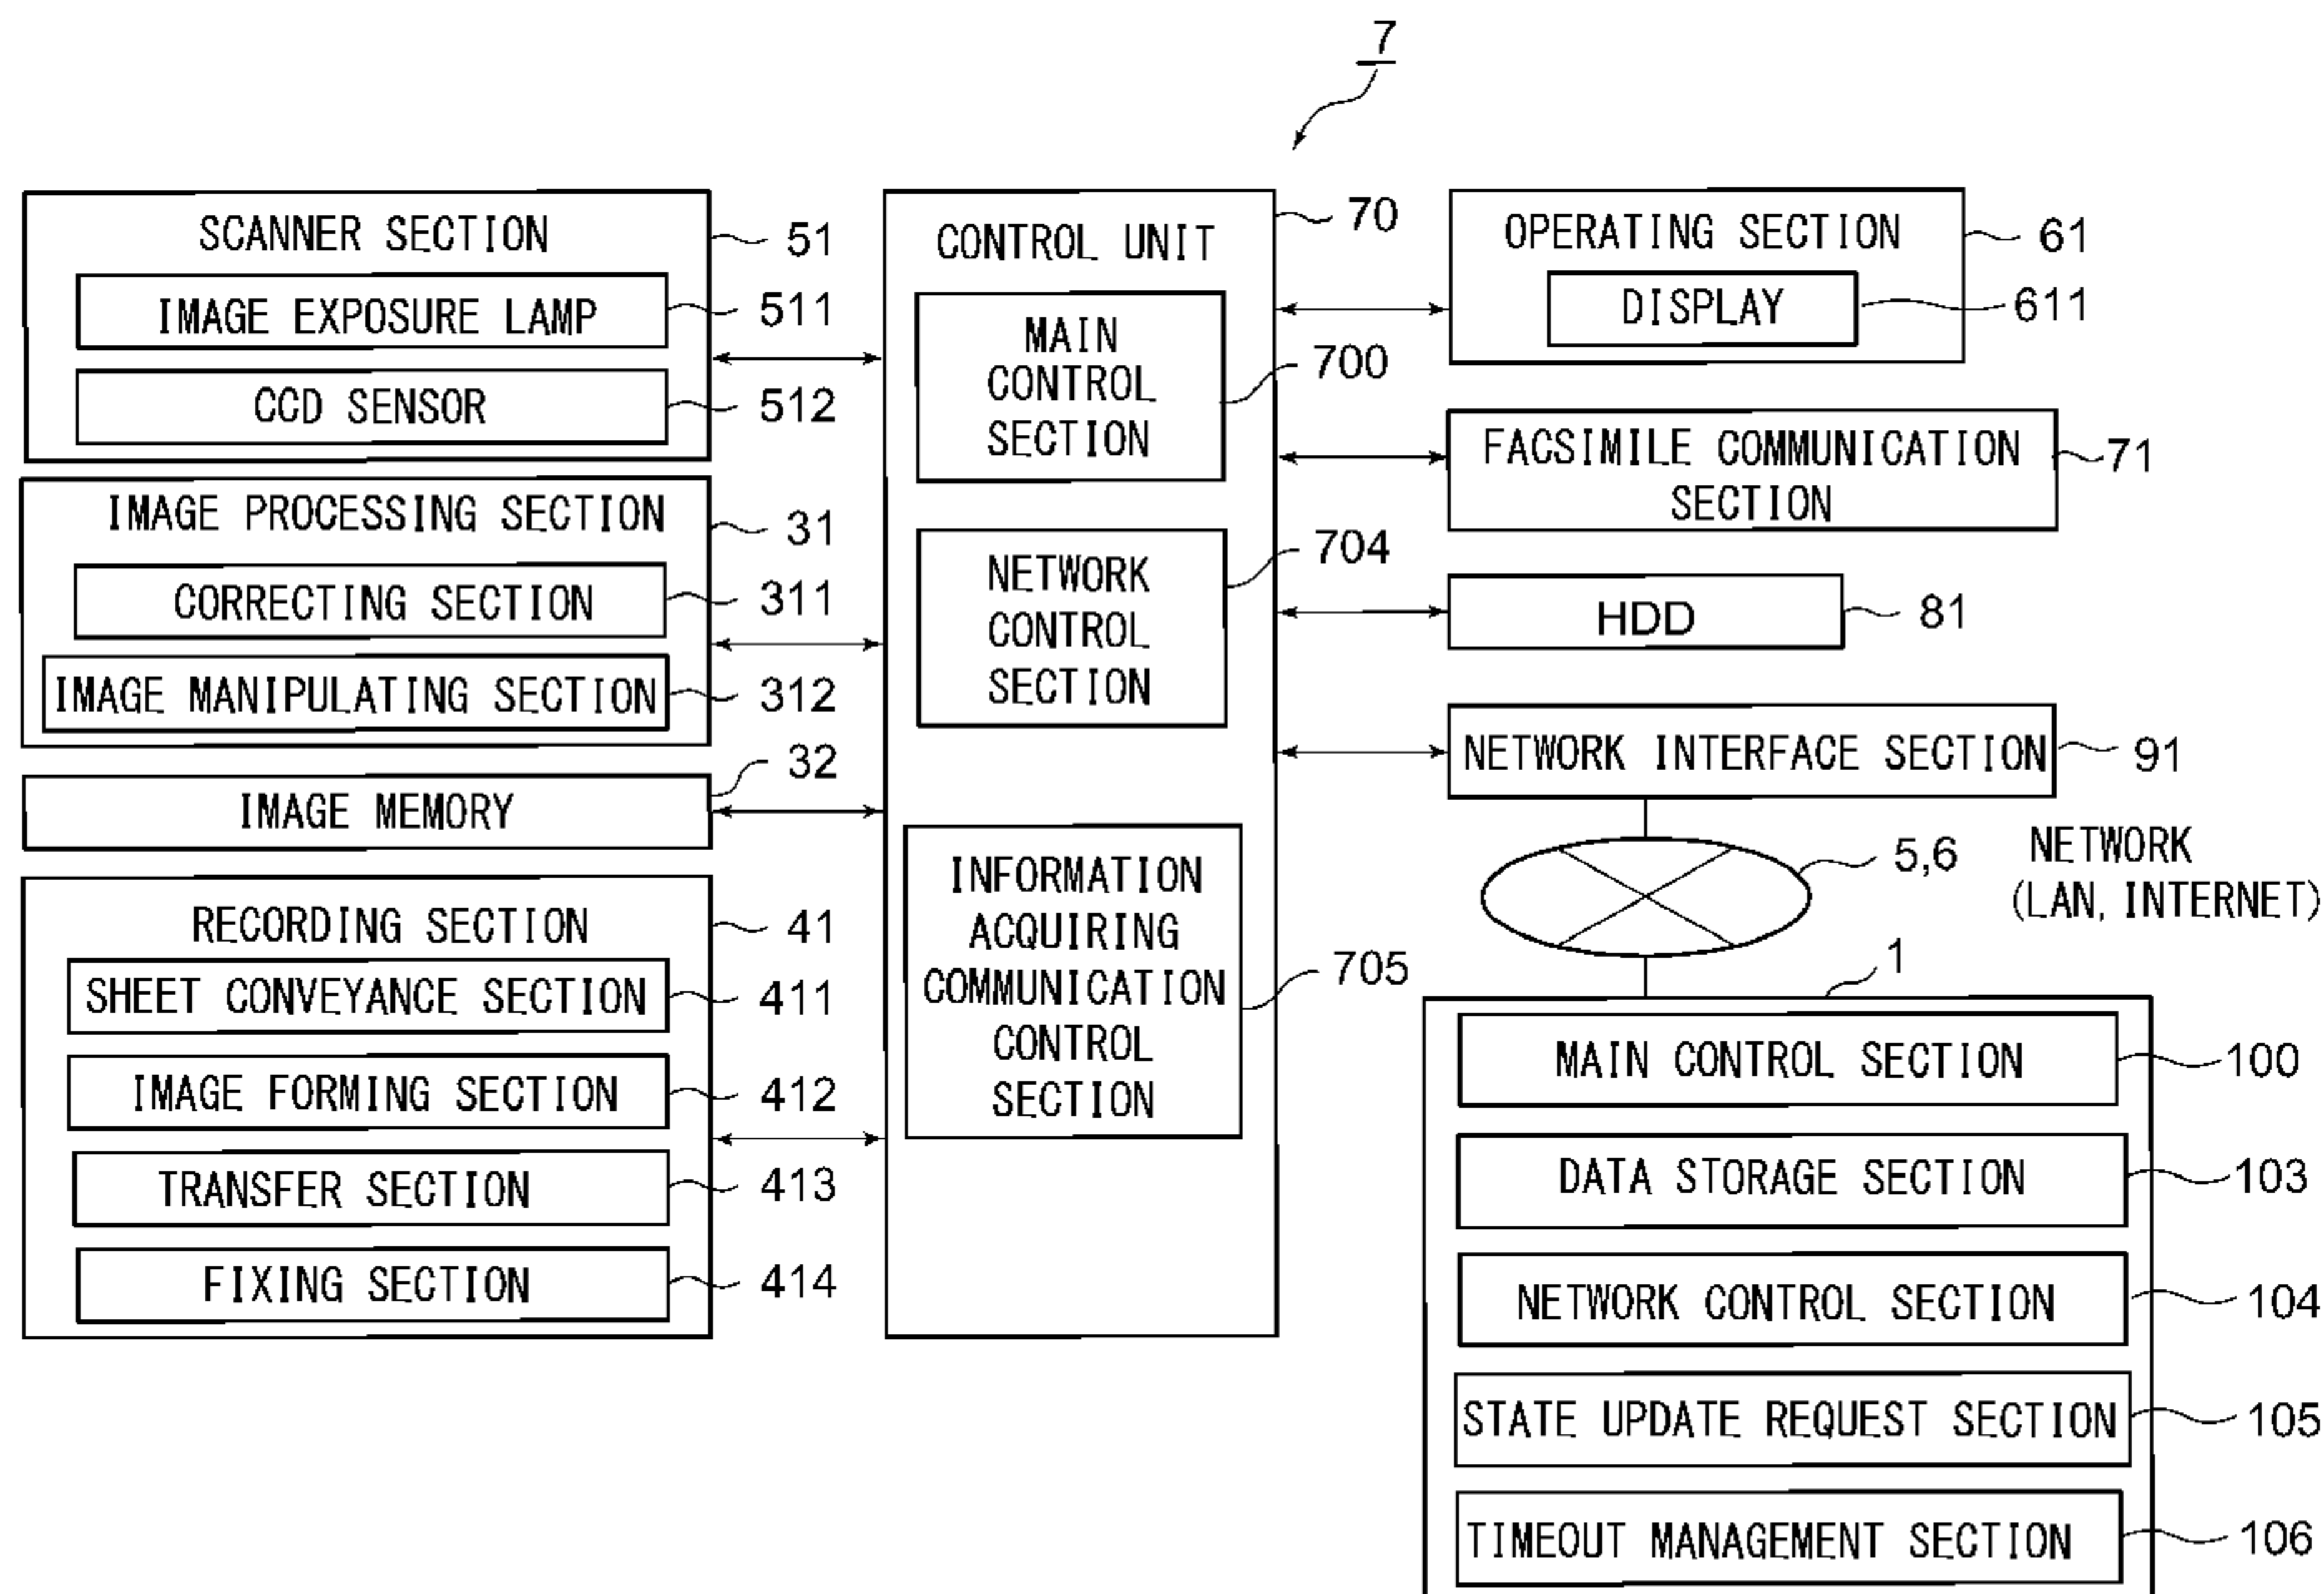 7
SCANNER SECTION
51
IMAGE EXPOSURE LAMP
511
CCD SENSOR
512
IMAGE PROCESSING SECTION
31
CORRECTING SECTION
311
IMAGE MANIPULATING SECTION
312
32
IMAGE MEMORY
RECORDING SECTION
41
SHEET CONVEYANCE SECTION
411
IMAGE FORMING SECTION
412
TRANSFER SECTION
413
FIXING SECTION
414
70
CONTROL UNIT
MAIN
CONTROL
SECTION
700
NETWORK
CONTROL
SECTION
704
INFORMATION
ACQUIRING
COMMUNICATION
CONTROL
SECTION
705
OPERATING SECTION
61
DISPLAY
611
FACSIMILE COMMUNICATION
SECTION
71
HDD
81
NETWORK INTERFACE SECTION
91
5,6
NETWORK
(LAN, INTERNET)
1
MAIN CONTROL SECTION
100
DATA STORAGE SECTION
103
NETWORK CONTROL SECTION
104
STATE UPDATE REQUEST SECTION
105
TIMEOUT MANAGEMENT SECTION
106